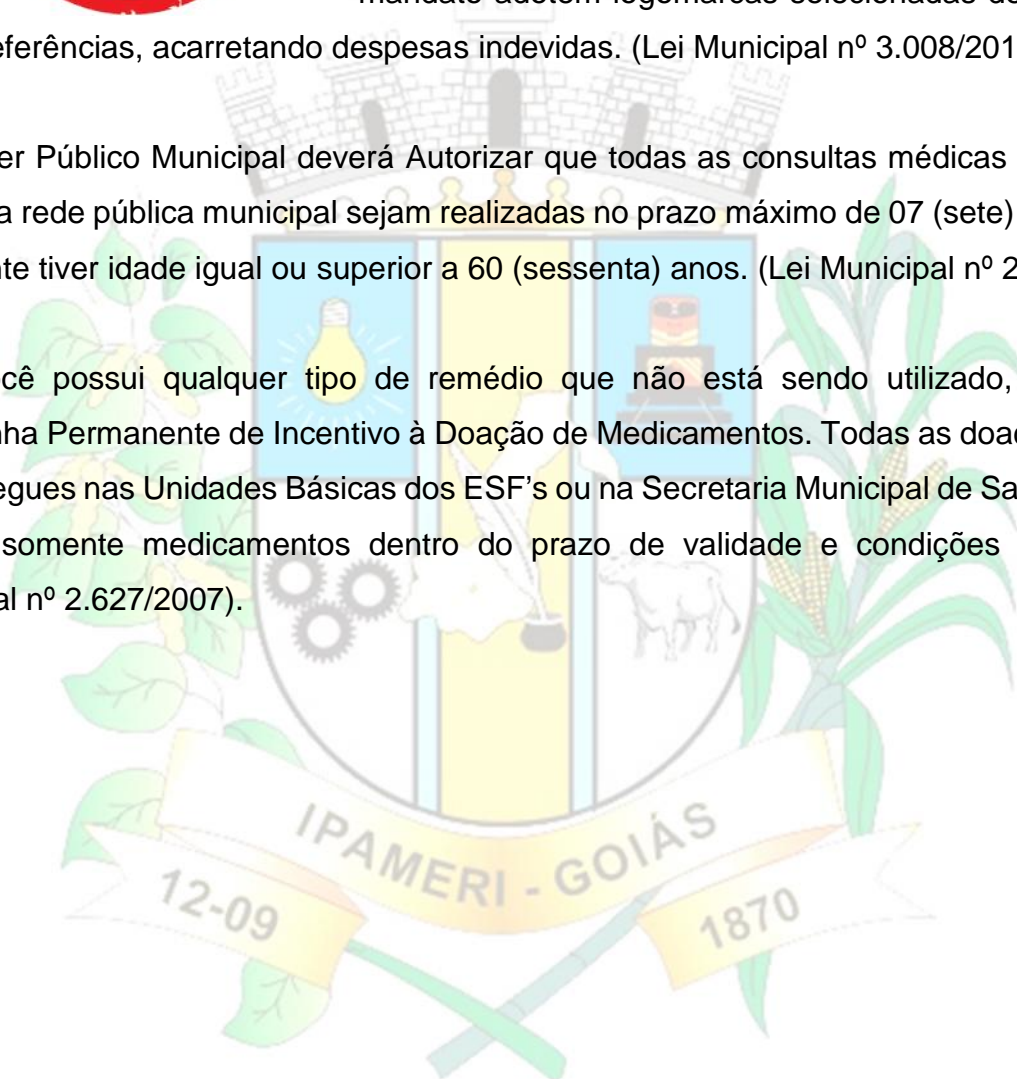 mandato adotem logomarcas selecionadas de
eferências, acarretando despesas indevidas. (Lei Municipal nº 3.008/201
er Público Municipal deverá Autorizar que todas as consultas médicas
a rede pública municipal sejam realizadas no prazo máximo de 07 (sete)
nte tiver idade igual ou superior a 60 (sessenta) anos. (Lei Municipal nº 2
ocê possui qualquer tipo de remédio que não está sendo utilizado,
nha Permanente de Incentivo à Doação de Medicamentos. Todas as doaç
egues nas Unidades Básicas dos ESF’s ou na Secretaria Municipal de Sa
somente medicamentos dentro do prazo de validade e condições
al nº 2.627/2007).
IPAMERI - GOIÁS
12-09
1870